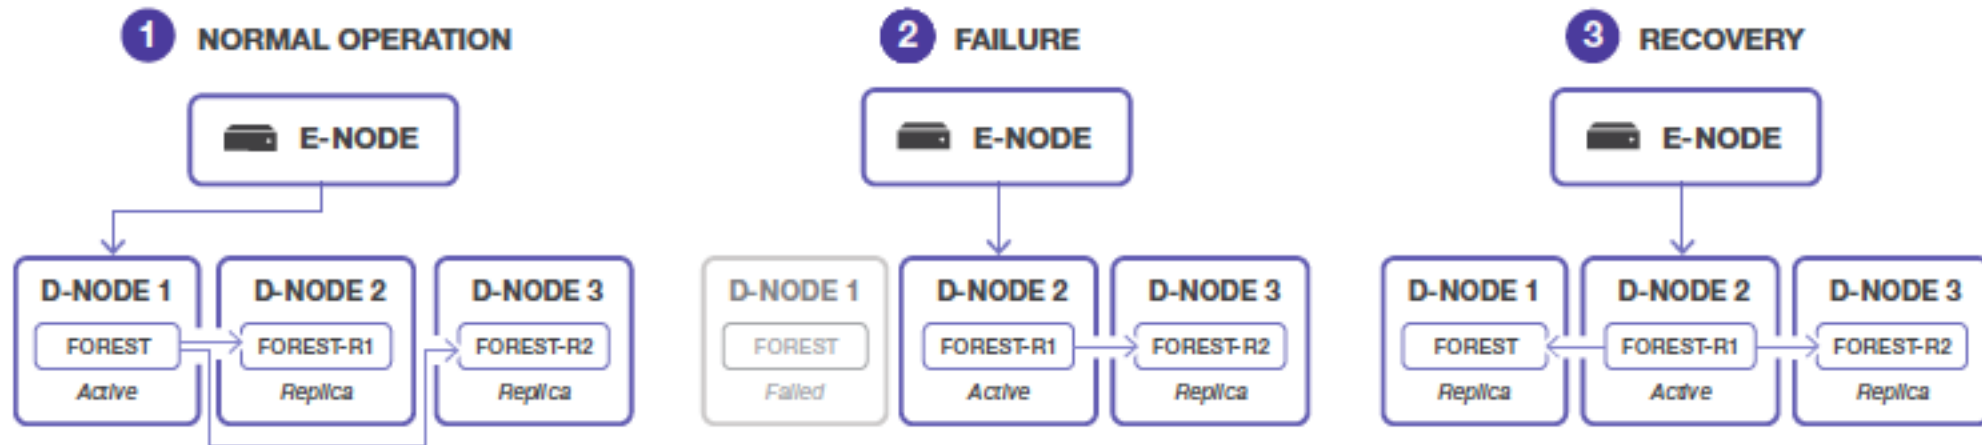 1 NORMAL OPERATION
E-NODE
D-NODE 1
FOREST
Active
D-NODE 2
FOREST-R1
Replica
D-NODE 3
FOREST-R2
Replica
2 FAILURE
E-NODE
D-NODE 1
FOREST
Failed
D-NODE 2
FOREST-R1
Active
D-NODE 3
FOREST-R2
Replica
3 RECOVERY
E-NODE
D-NODE 1
FOREST
Replica
D-NODE 2
FOREST-R1
Active
D-NODE 3
FOREST-R2
Replica